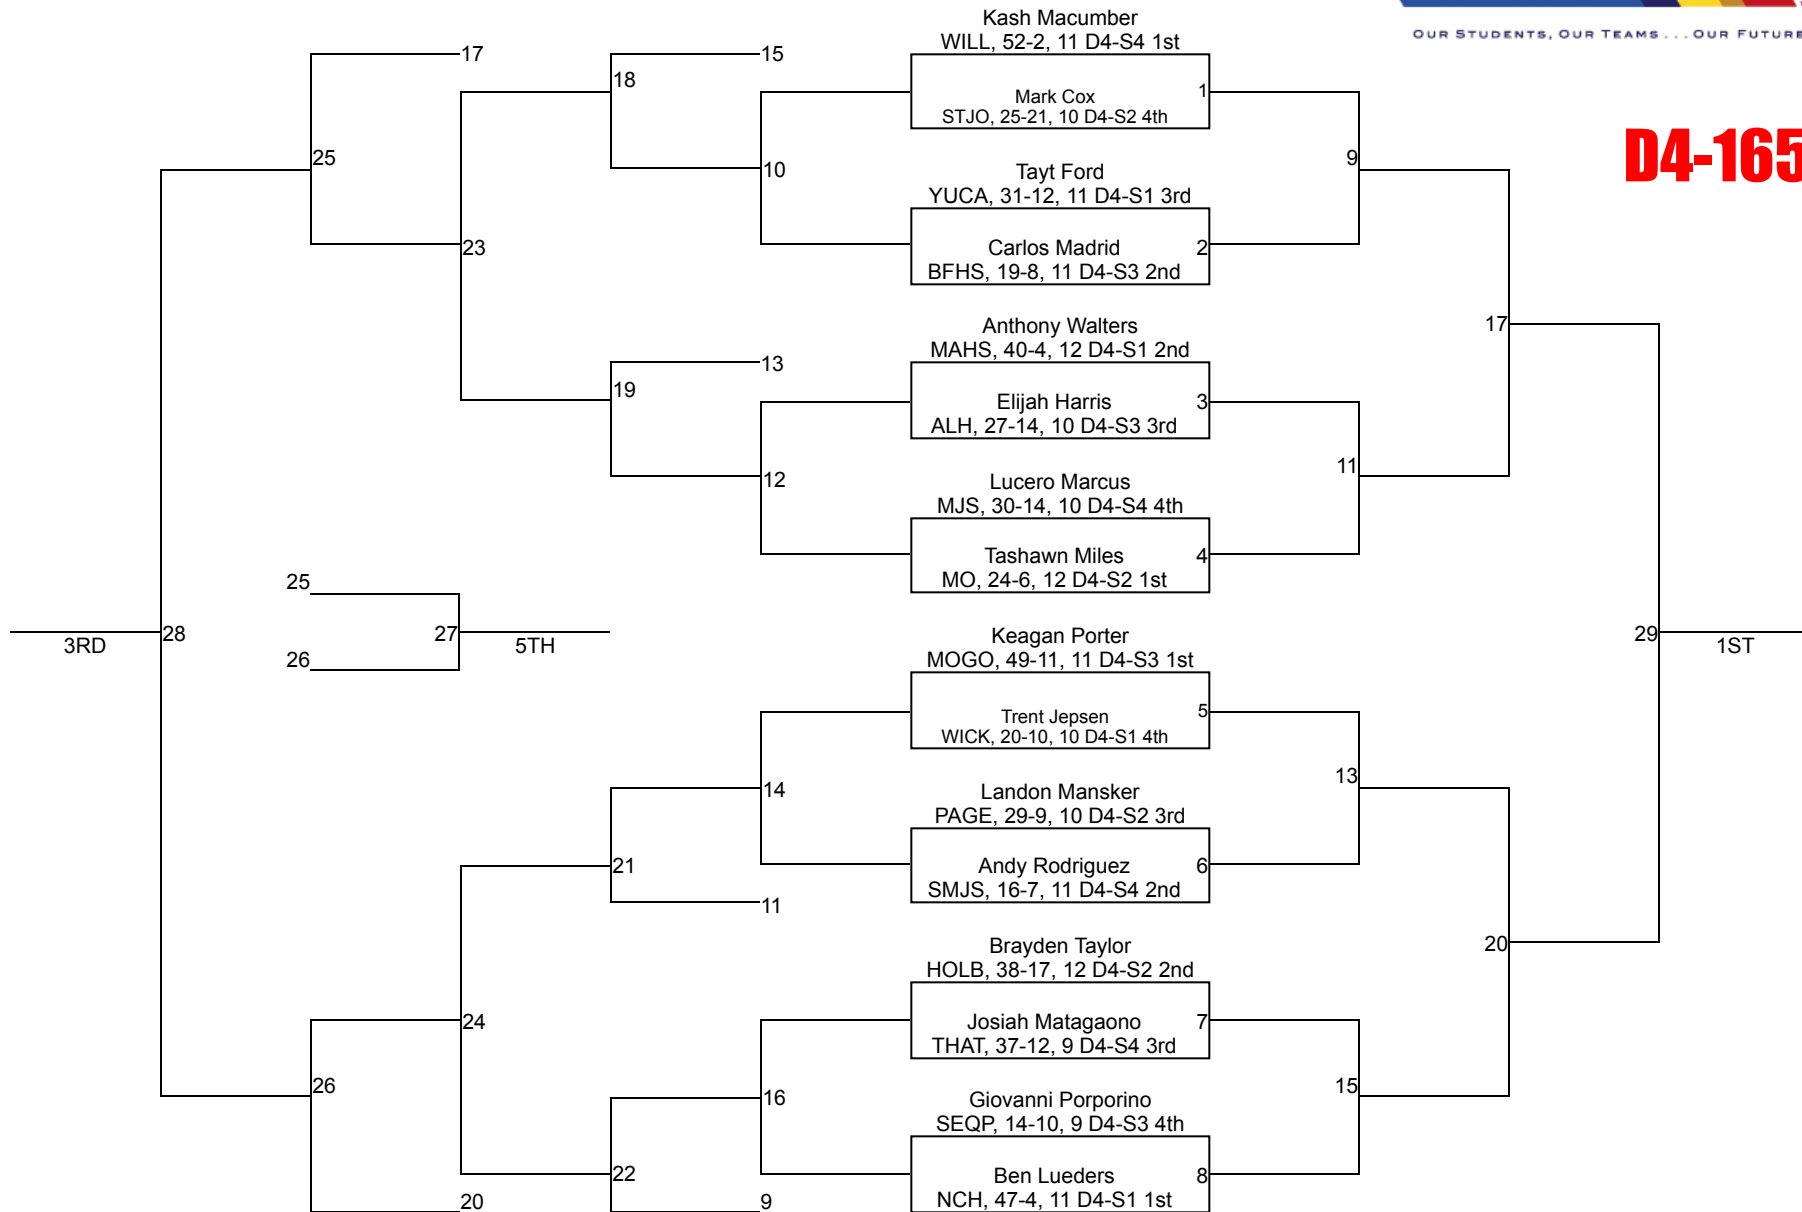 OUR STUDENTS, OUR TEAMS . . . OUR FUTURE
D4-165
Kash Macumber
WILL, 52-2, 11 D4-S4 1st
17
15
18
1
Mark Cox
STJO, 25-21, 10 D4-S2 4th
25
10
9
Tayt Ford
YUCA, 31-12, 11 D4-S1 3rd
23
2
Carlos Madrid
BFHS, 19-8, 11 D4-S3 2nd
Anthony Walters
MAHS, 40-4, 12 D4-S1 2nd
17
13
19
3
Elijah Harris
ALH, 27-14, 10 D4-S3 3rd
12
11
Lucero Marcus
MJS, 30-14, 10 D4-S4 4th
4
Tashawn Miles
MO, 24-6, 12 D4-S2 1st
25
28
27
29
3RD
5TH
1ST
26
Keagan Porter
MOGO, 49-11, 11 D4-S3 1st
5
Trent Jepsen
WICK, 20-10, 10 D4-S1 4th
14
13
Landon Mansker
PAGE, 29-9, 10 D4-S2 3rd
21
6
Andy Rodriguez
SMJS, 16-7, 11 D4-S4 2nd
11
20
Brayden Taylor
HOLB, 38-17, 12 D4-S2 2nd
24
7
Josiah Matagaono
THAT, 37-12, 9 D4-S4 3rd
26
16
15
Giovanni Porporino
SEQP, 14-10, 9 D4-S3 4th
22
8
Ben Lueders
NCH, 47-4, 11 D4-S1 1st
20
9